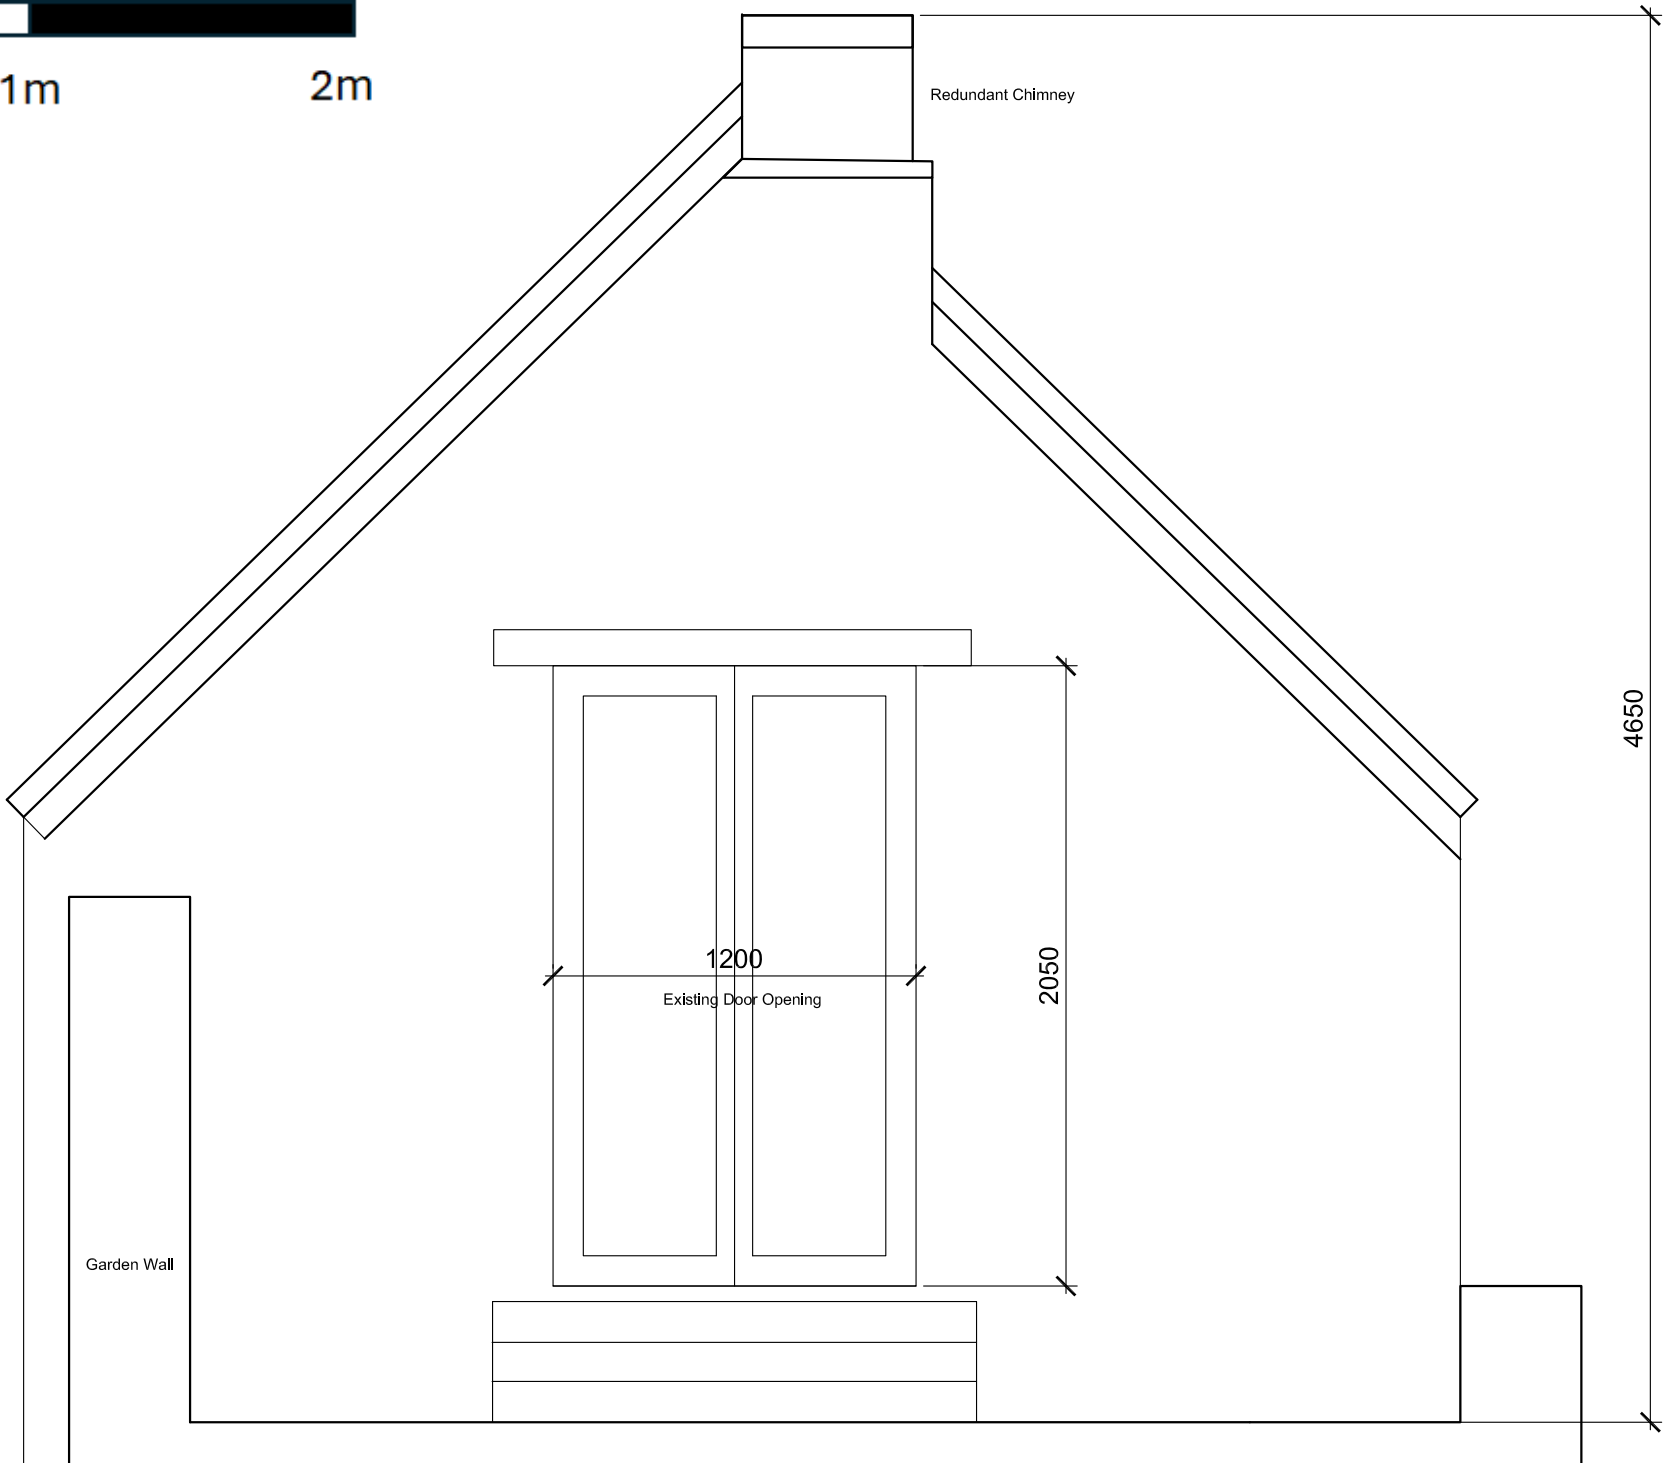 1m
2m
Redundant Chimney
4650
1200
Existing Door Opening
2050
Garden Wall